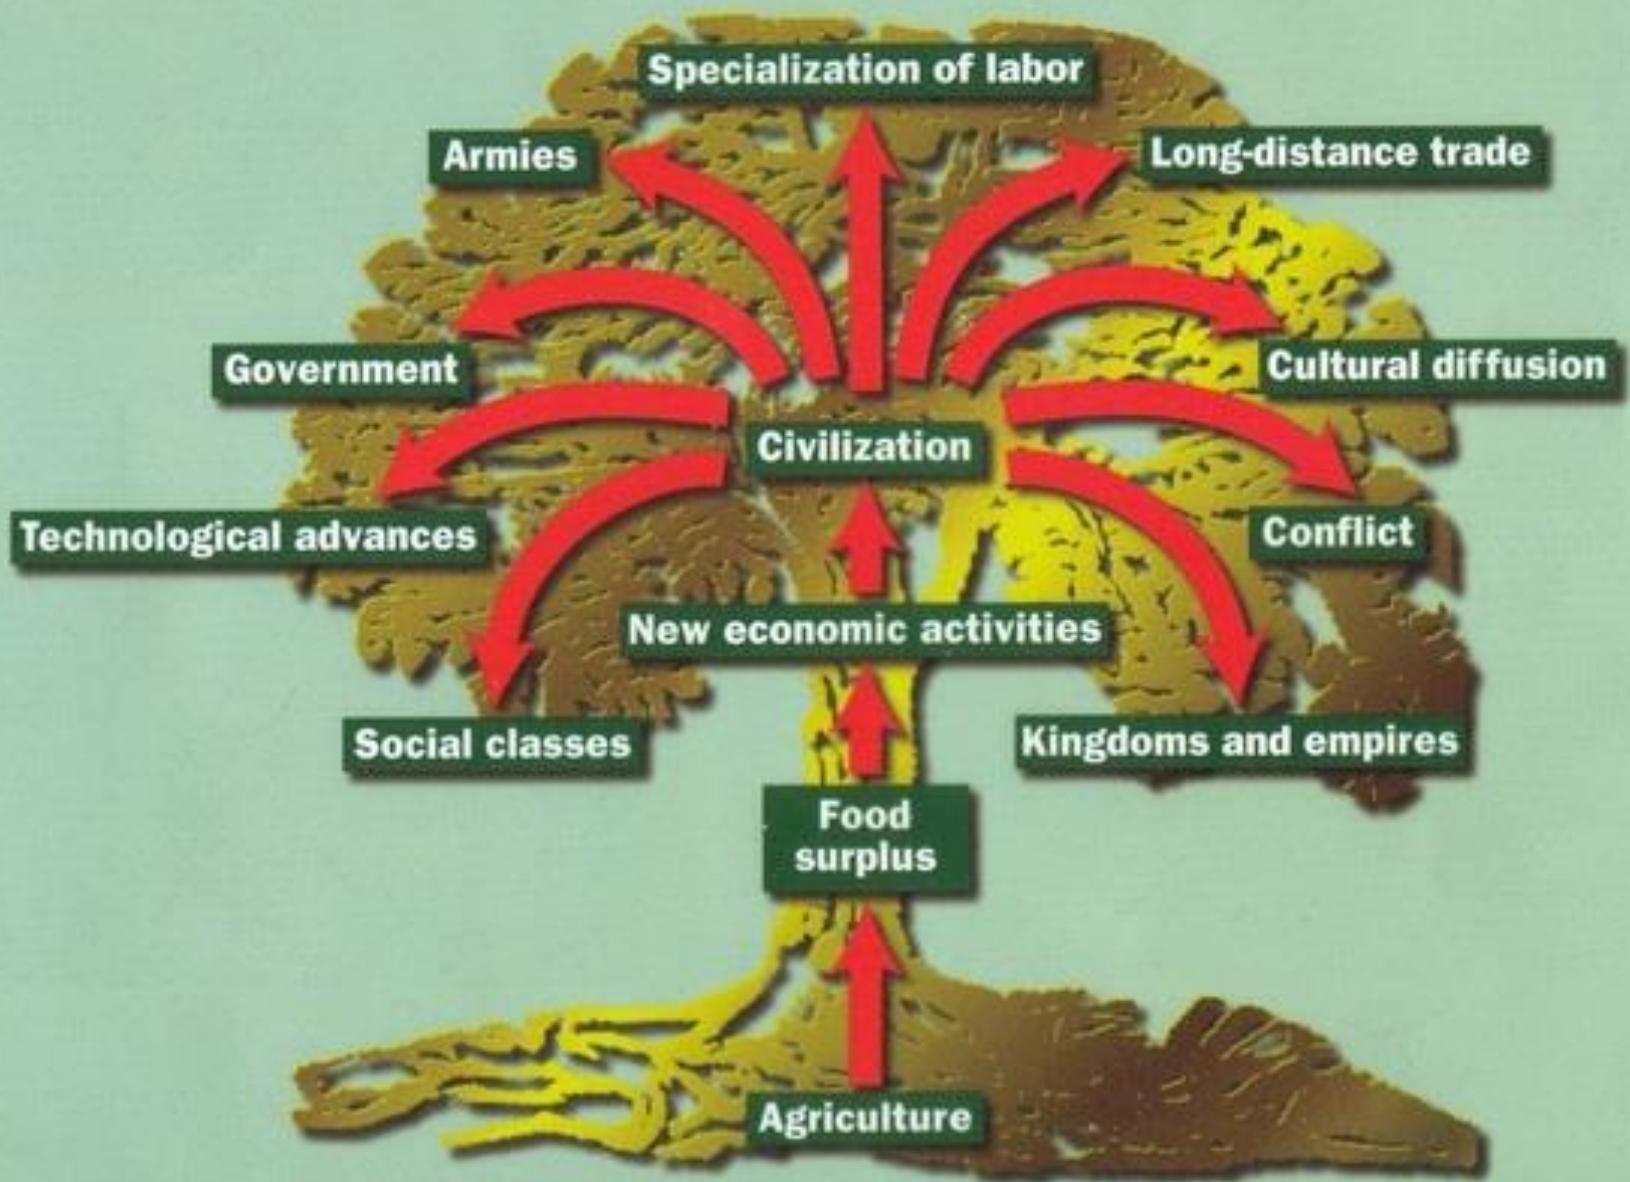 Specialization of labor
Armies
Long-distance trade
Government
Cultural diffusion
Civilization
Technological advances
Conflict
New economic activities
Social classes
Kingdoms and empires
Food
surplus
Agriculture